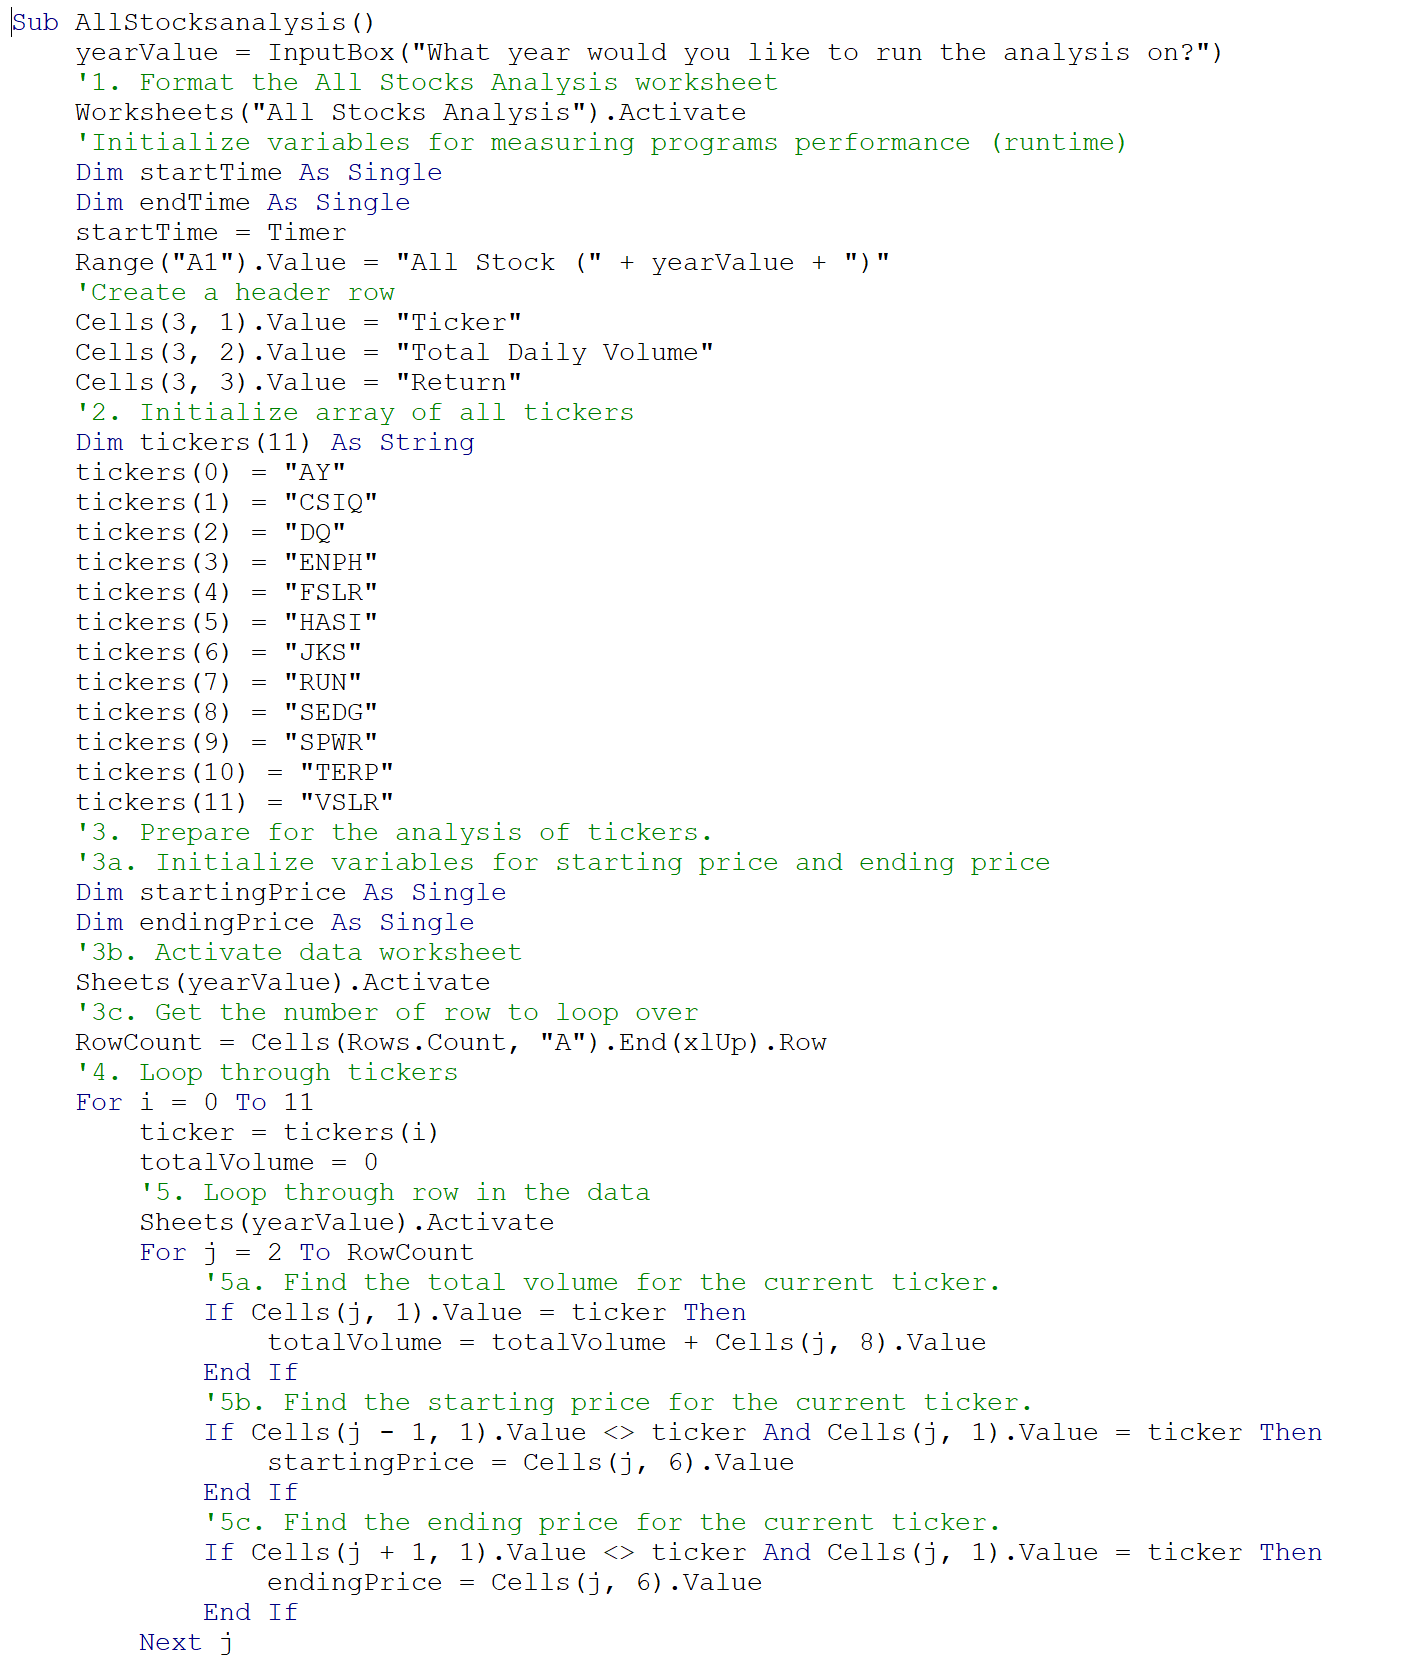 Sub AllStocksanalysis()
    yearValue = InputBox("What year would you like to run the analysis on?")
    '1. Format the All Stocks Analysis worksheet
    Worksheets("All Stocks Analysis").Activate
    'Initialize variables for measuring programs performance (runtime)
    Dim startTime As Single
    Dim endTime As Single
    startTime = Timer
    Range("A1").Value = "All Stock (" + yearValue + ")"
    'Create a header row
    Cells(3, 1).Value = "Ticker"
    Cells(3, 2).Value = "Total Daily Volume"
    Cells(3, 3).Value = "Return"
    '2. Initialize array of all tickers
    Dim tickers(11) As String
    tickers(0) = "AY"
    tickers(1) = "CSIQ"
    tickers(2) = "DQ"
    tickers(3) = "ENPH"
    tickers(4) = "FSLR"
    tickers(5) = "HASI"
    tickers(6) = "JKS"
    tickers(7) = "RUN"
    tickers(8) = "SEDG"
    tickers(9) = "SPWR"
    tickers(10) = "TERP"
    tickers(11) = "VSLR"
    '3. Prepare for the analysis of tickers.
    '3a. Initialize variables for starting price and ending price
    Dim startingPrice As Single
    Dim endingPrice As Single
    '3b. Activate data worksheet
    Sheets(yearValue).Activate
    '3c. Get the number of row to loop over
    RowCount = Cells(Rows.Count, "A").End(xlUp).Row
    '4. Loop through tickers
    For i = 0 To 11
        ticker = tickers(i)
        totalVolume = 0
        '5. Loop through row in the data
        Sheets(yearValue).Activate
        For j = 2 To RowCount
            '5a. Find the total volume for the current ticker.
            If Cells(j, 1).Value = ticker Then
                totalVolume = totalVolume + Cells(j, 8).Value
            End If
            '5b. Find the starting price for the current ticker.
            If Cells(j - 1, 1).Value <> ticker And Cells(j, 1).Value = ticker Then
                startingPrice = Cells(j, 6).Value
            End If
            '5c. Find the ending price for the current ticker.
            If Cells(j + 1, 1).Value <> ticker And Cells(j, 1).Value = ticker Then
                endingPrice = Cells(j, 6).Value
            End If
        Next j